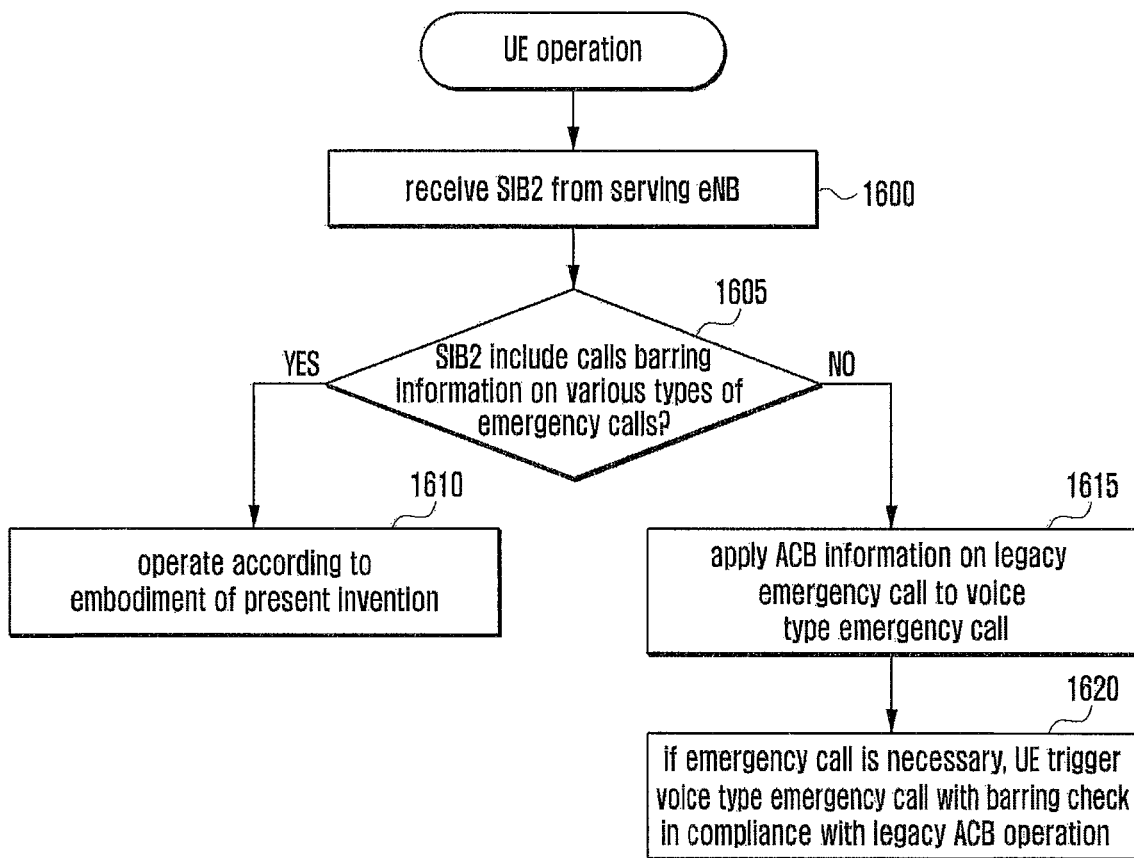 UE operation
receive SIB2 from serving eNB
1600
1605
YES
SIB2 include calls barring
information on various types of
emergency calls?
NO
1610
operate according to
embodiment of present invention
1615
apply ACB information on legacy
emergency call to voice
type emergency call
1620
if emergency call is necessary, UE trigger
voice type emergency call with barring check
in compliance with legacy ACB operation